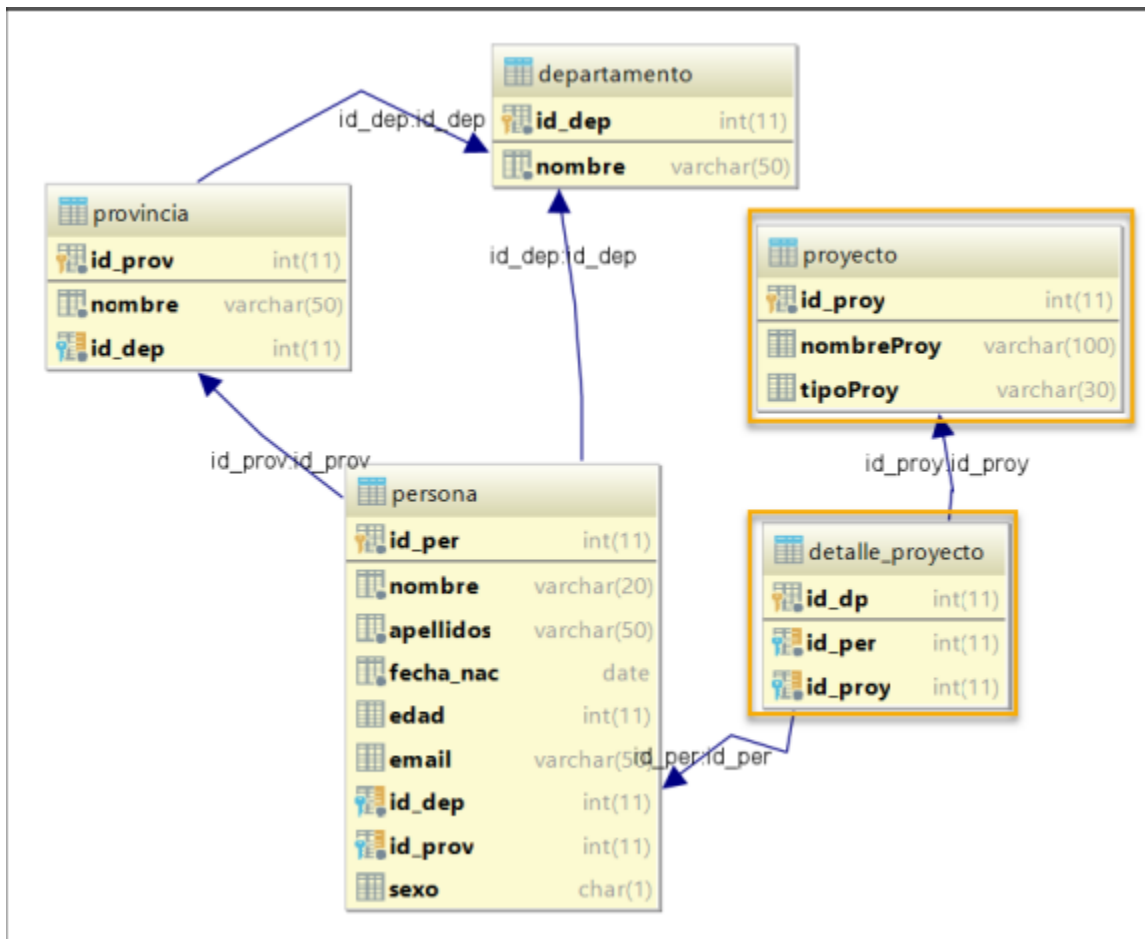 departamento
id_dep int(11)
nombre varchar(50)
id_dep:id_dep
provincia
id_prov int(11)
nombre varchar(50)
id_dep int(11)
id_dep:id_dep
proyecto
id_proy int(11)
nombreProy varchar(100)
tipoProy varchar(30)
id_prov:id_prov
id_proy:id_proy
persona
id_per int(11)
nombre varchar(20)
apellidos varchar(50)
fecha_nac date
edad int(11)
email varchar(50)
id_dep int(11)
id_prov int(11)
sexo char(1)
detalle_proyecto
id_dp int(11)
id_per int(11)
id_proy int(11)
id_per:id_per